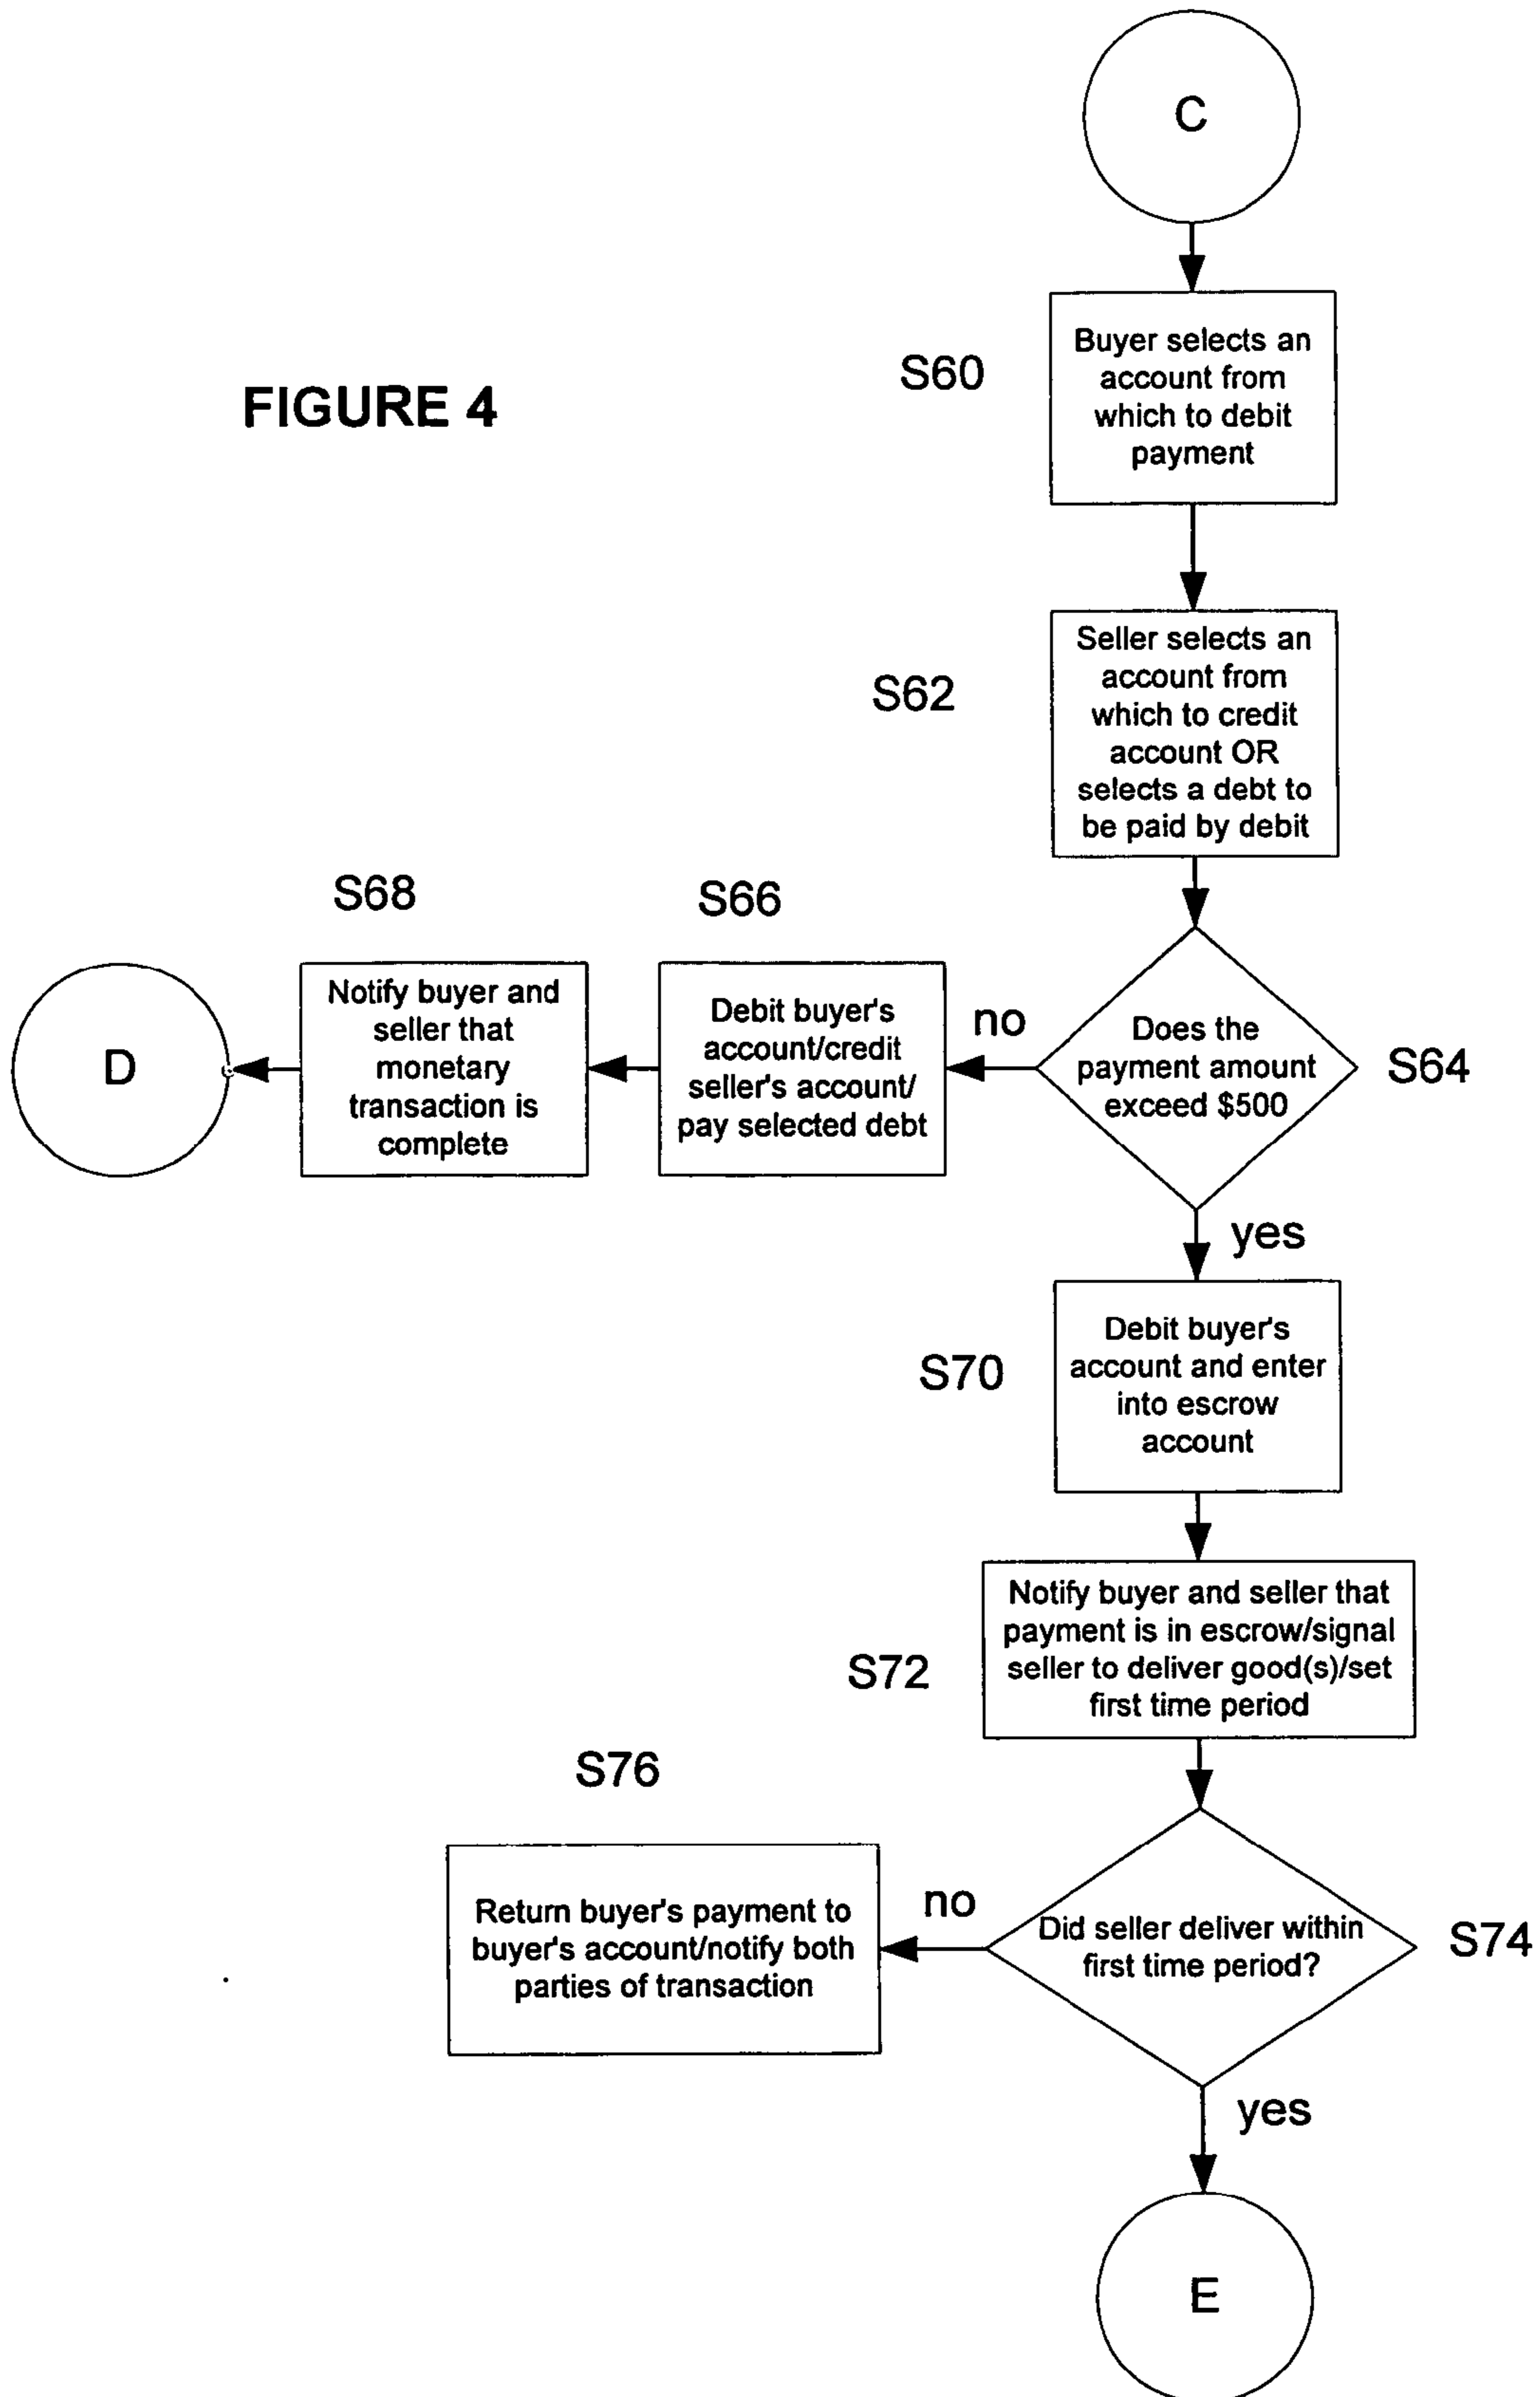 C
FIGURE 4
S60
Buyer selects an
account from
which to debit
payment
S62
Seller selects an
account from
which to credit
account OR
selects a debt to
be paid by debit
S68
S66
D
Notify buyer and
seller that
monetary
transaction is
complete
Debit buyer's
account/credit
seller's account/
pay selected debt
no
Does the
payment amount
exceed $500
S64
yes
S70
Debit buyer's
account and enter
into escrow
account
S72
Notify buyer and seller that
payment is in escrow/signal
seller to deliver good(s)/set
first time period
S76
Return buyer's payment to
buyer's account/notify both
parties of transaction
no
Did seller deliver within
first time period?
S74
yes
E